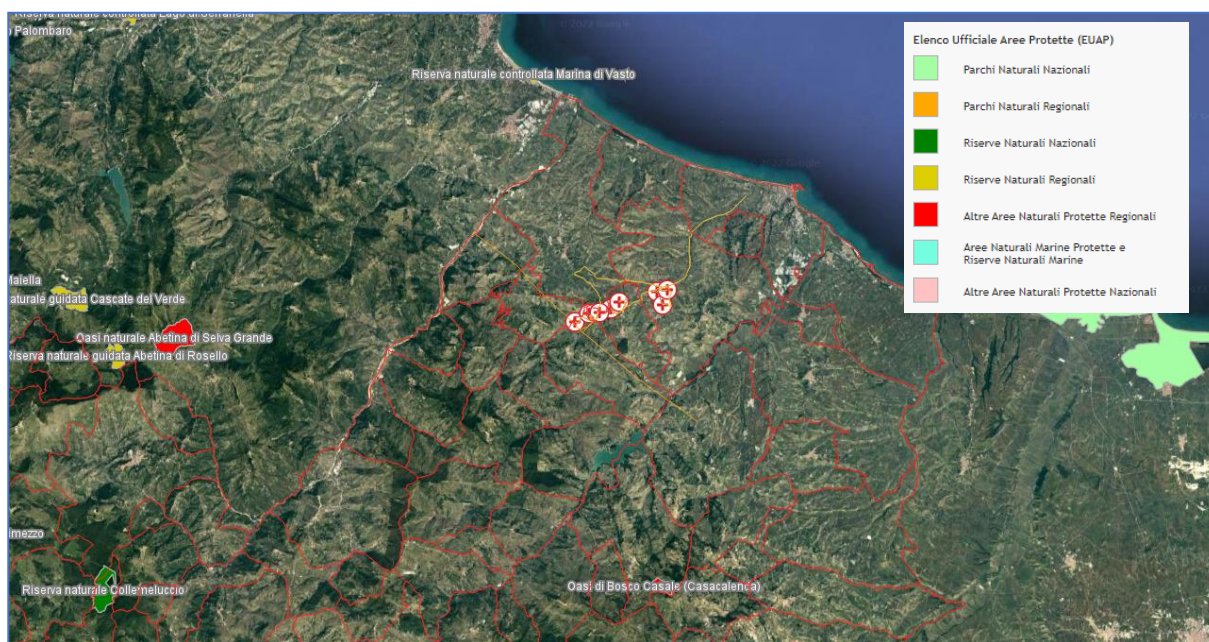 Riserva naturale controllata Lago di Serranella
o Palombaro
Riserva naturale controllata Marina di Vasto
Maiella
naturale guidata Cascate del Verde
Oasi naturale Abetina di Selva Grande
Riserva naturale guidata Abetina di Rosello
imezzo
Riserva naturale Collemeluccio
Oasi di Bosco Casale (Casacalenda)
Elenco Ufficiale Aree Protette (EUAP)
Parchi Naturali Nazionali
Parchi Naturali Regionali
Riserve Naturali Nazionali
Riserve Naturali Regionali
Altre Aree Naturali Protette Regionali
Aree Naturali Marine Protette e
Riserve Naturali Marine
Altre Aree Naturali Protette Nazionali